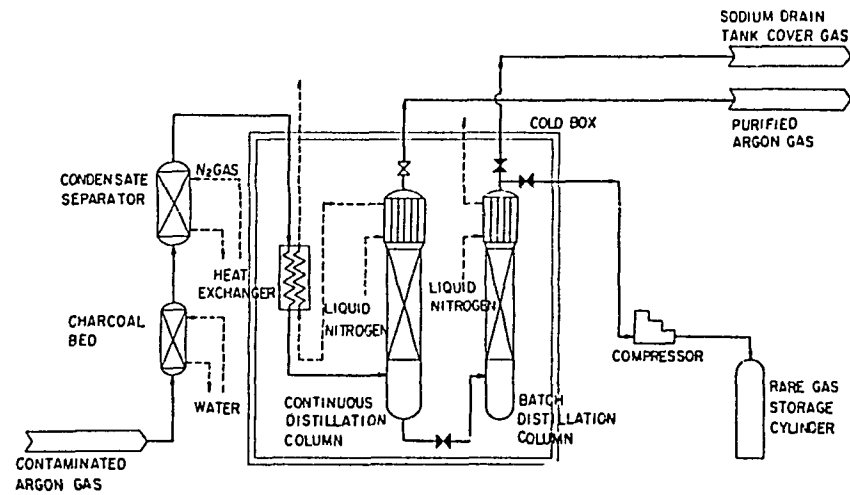 SODIUM DRAIN
TANK COVER GAS
PURIFIED
ARGON GAS
COLD BOX
CONDENSATE
SEPARATOR
N2GAS
HEAT
EXCHANGER
LIQUID
NITROGEN
LIQUID
NITROGEN
CHARCOAL
BED
WATER
COMPRESSOR
CONTINUOUS
DISTILLATION
COLUMN
BATCH
DISTILLATION
COLUMN
RARE GAS
STORAGE
CYLINDER
CONTAMINATED
ARGON GAS